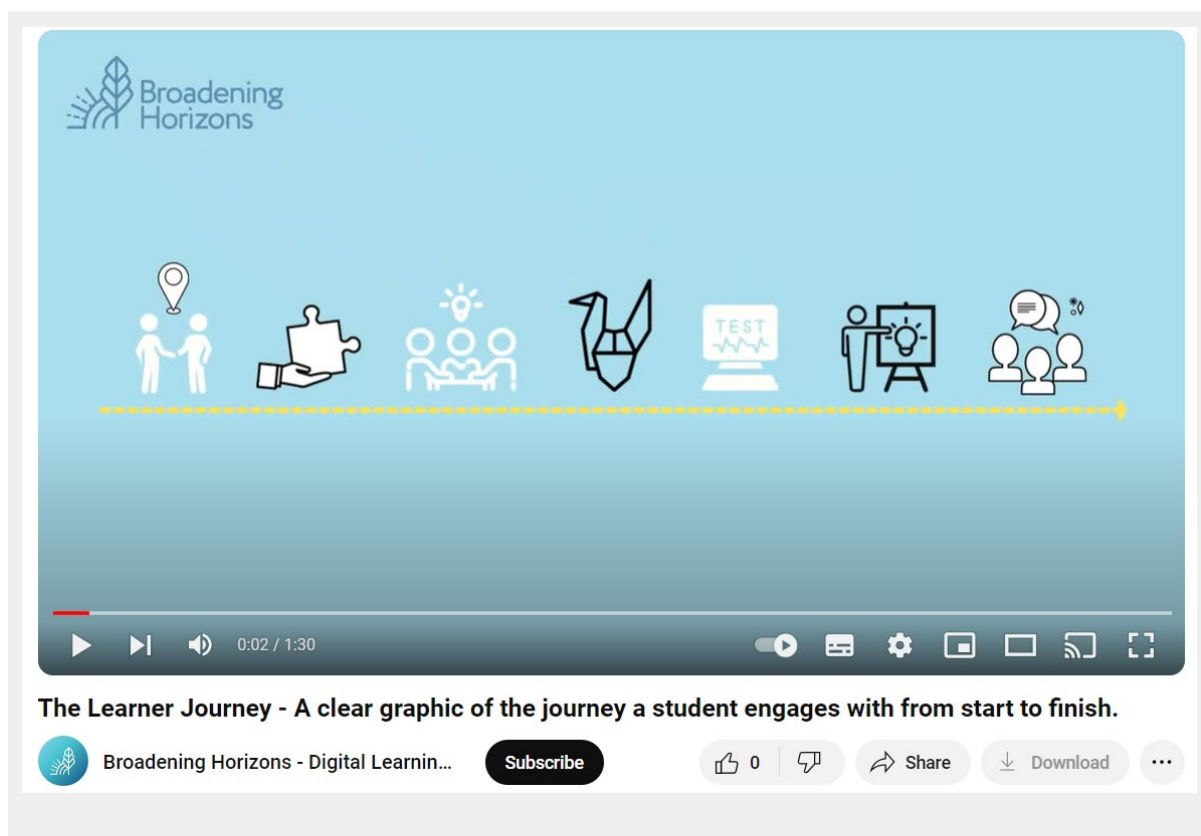 Broadening
Horizons
TEST
0:02 / 1:30
The Learner Journey - A clear graphic of the journey a student engages with from start to finish.
Broadening Horizons - Digital Learnin...
Subscribe
0
Share
Download